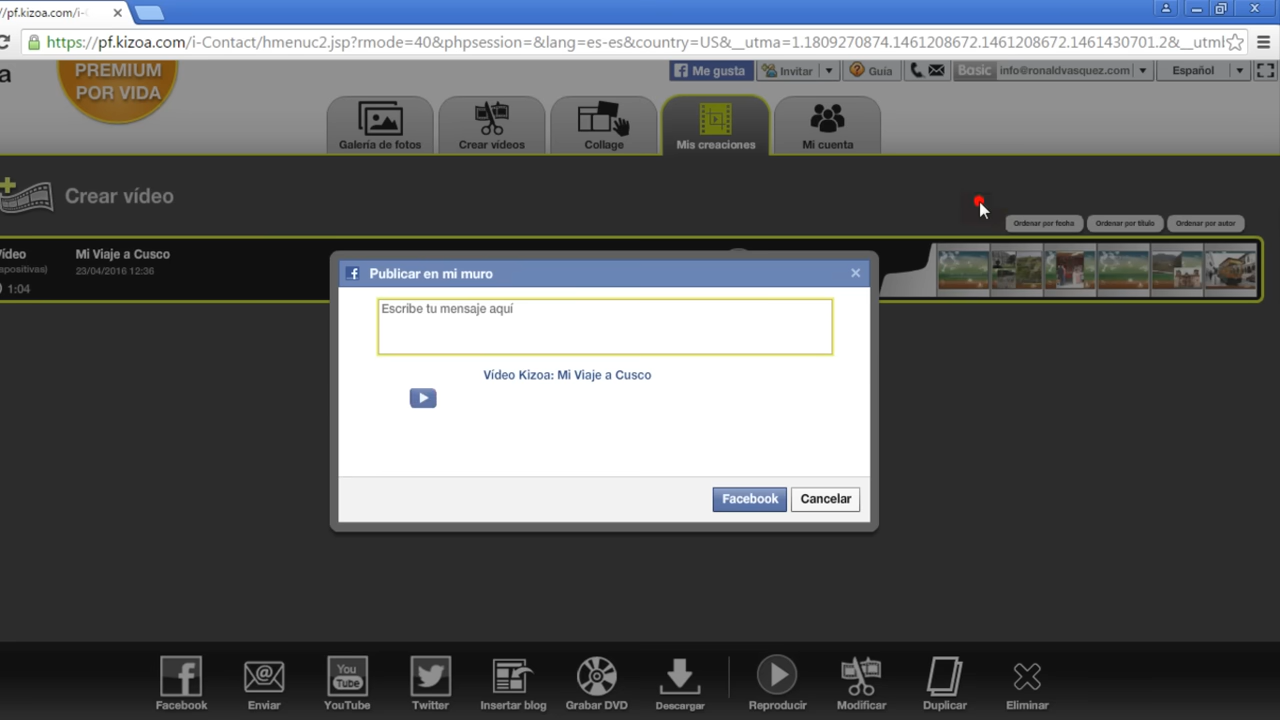 //pf.kizoa.com/i-
https://pf.kizoa.com/i-Contact/hmenuc2.jsp?rmode=40&phpsession=&lang=es-es&country=US&__utma=1.1809270874.1461208672.1461208672.1461430701.2&__utml
a
PREMIUM
POR VIDA
Me gusta
Invitar
Guía
Basic
info@ronaldvasquez.com
Español
Galería de fotos
Crear vídeos
Collage
Mis creaciones
Mi cuenta
Crear vídeo
Ordenar por fecha
Ordenar por título
Ordenar por autor
Vídeo
Mi Viaje a Cusco
spositivas)
23/04/2016 12:36
1:04
Publicar en mi muro
Escribe tu mensaje aquí
Vídeo Kizoa: Mi Viaje a Cusco
Facebook
Cancelar
You
Tube
Facebook
Enviar
YouTube
Twitter
Insertar blog
Grabar DVD
Descargar
Reproducir
Modificar
Duplicar
Eliminar